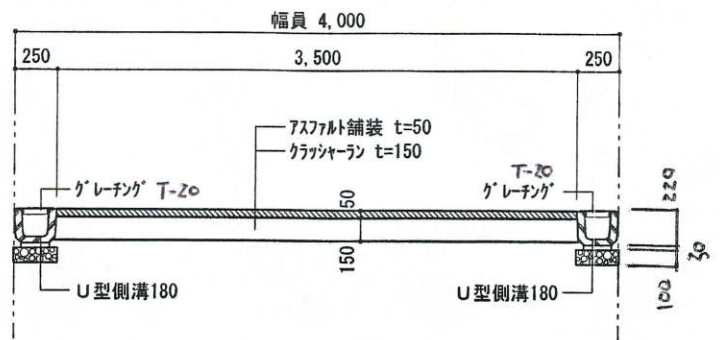 幅員 4,000
250 3,500 250
アスファルト舗装 t=50
クラッシャーラン t=150
グレーチング T-20
T-20
グレーチング
50
150
220
30
100
U型側溝180 U型側溝180